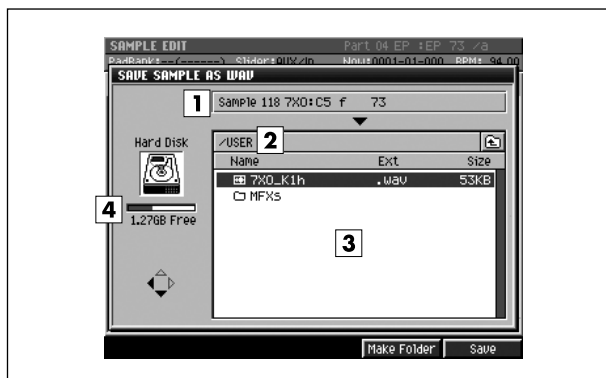 SAMPLE EDIT Part 04 EP :EP 73 /a
PadBank:--(------) Slider:AUX/In Now:0001-01-000 BPM: 94.00
SAVE SAMPLE AS WAV
1 Sample 118 7X0:C5 f 73
Hard Disk
/USER 2
Name Ext Size
7X0_K1h .wav 53KB
MFXs
4
1.27GB Free
3
Make Folder Save